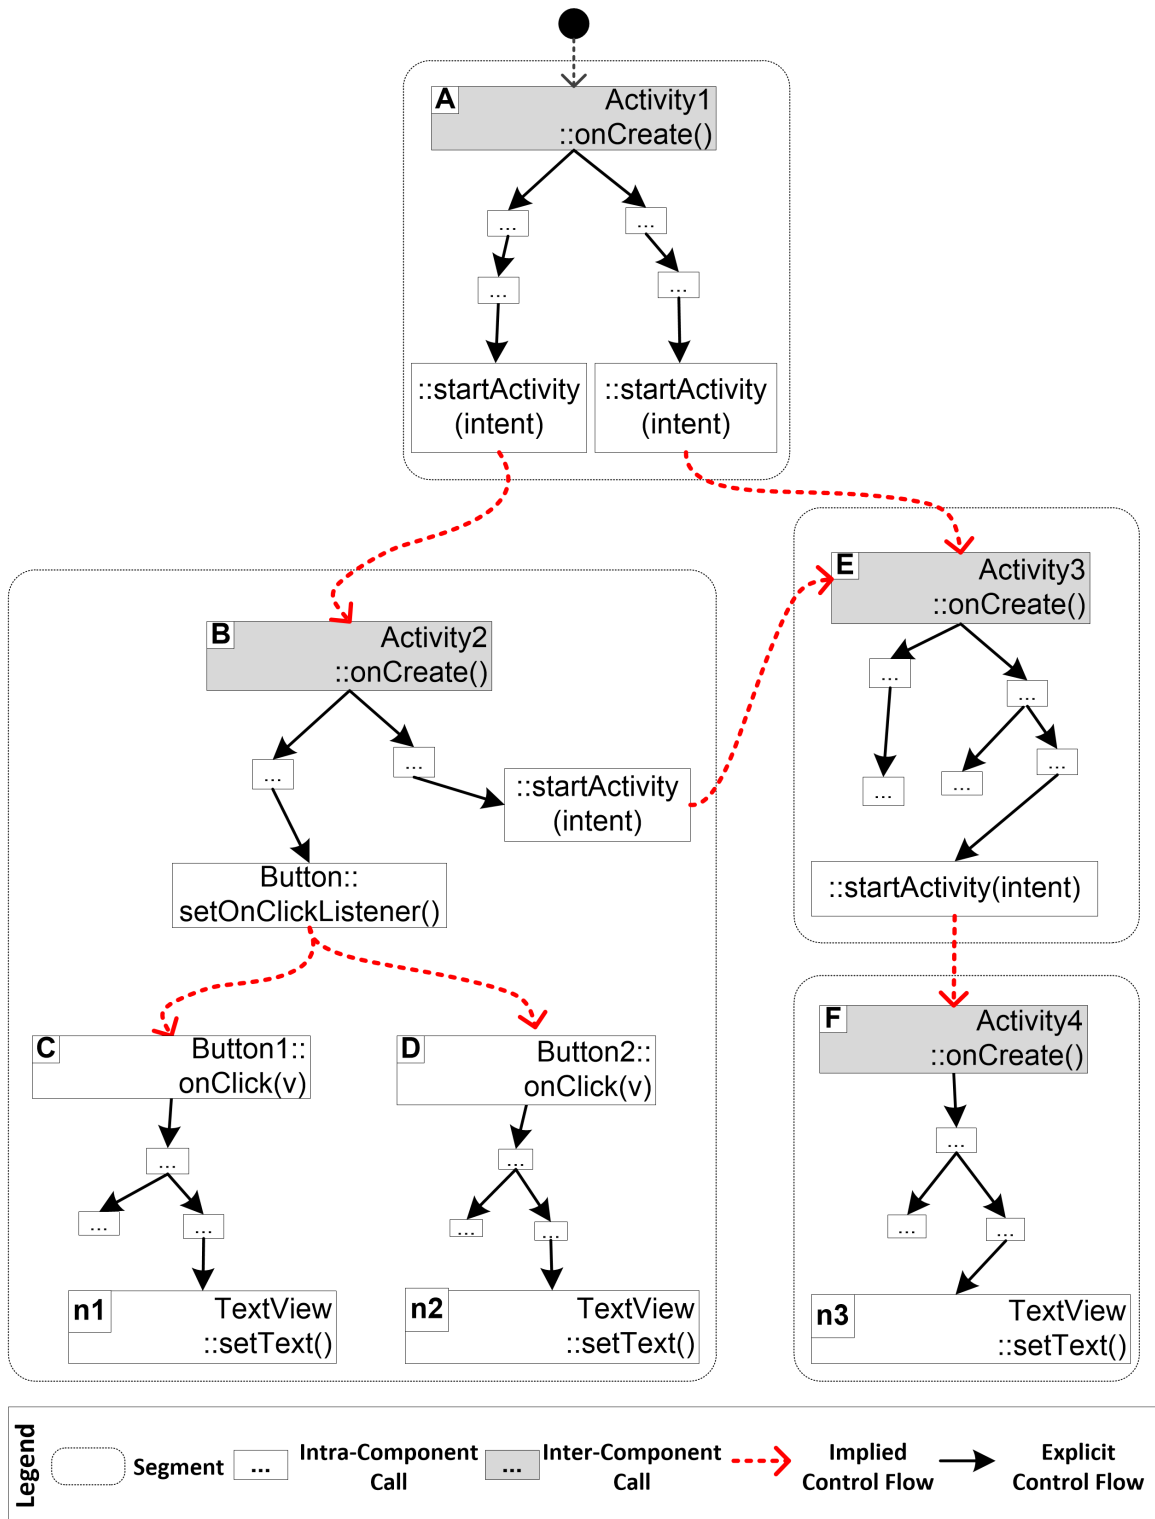 A
Activity1
::onCreate()
...
...
...
...
::startActivity
(intent)
::startActivity
(intent)
E
Activity3
::onCreate()
...
...
...
...
...
::startActivity(intent)
B
Activity2
::onCreate()
...
...
::startActivity
(intent)
Button::
setOnClickListener()
C
Button1::
onClick(v)
...
...
...
n1
TextView
::setText()
D
Button2::
onClick(v)
...
...
...
n2
TextView
::setText()
F
Activity4
::onCreate()
...
...
...
n3
TextView
::setText()
Legend
Segment
...
Intra-Component
Call
...
Inter-Component
Call
Implied
Control Flow
Explicit
Control Flow